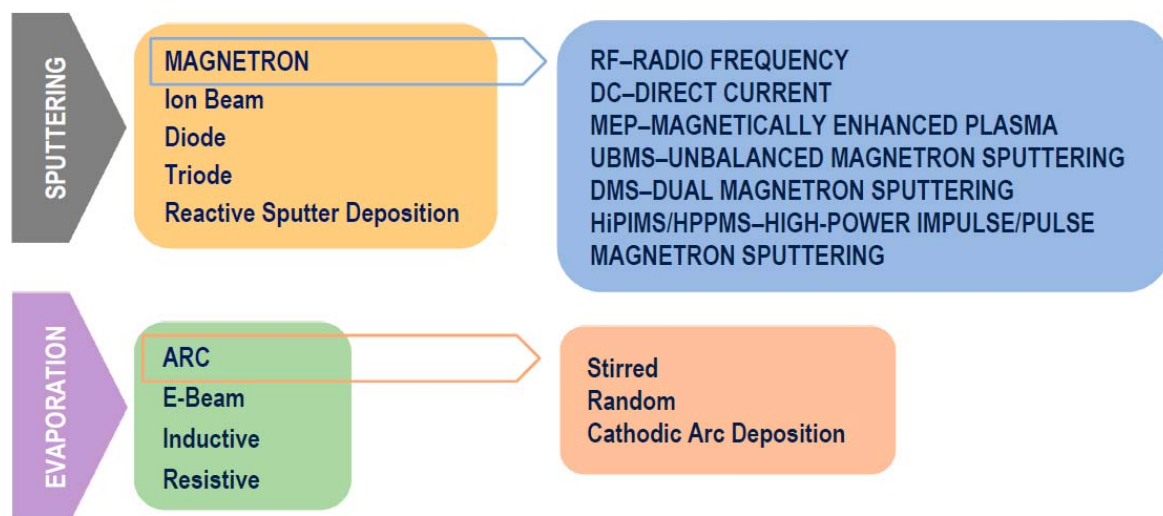 SPUTTERING
MAGNETRON
Ion Beam
Diode
Triode
Reactive Sputter Deposition
RF–RADIO FREQUENCY
DC–DIRECT CURRENT
MEP–MAGNETICALLY ENHANCED PLASMA
UBMS–UNBALANCED MAGNETRON SPUTTERING
DMS–DUAL MAGNETRON SPUTTERING
HiPIMS/HPPMS–HIGH-POWER IMPULSE/PULSE
MAGNETRON SPUTTERING
EVAPORATION
ARC
E-Beam
Inductive
Resistive
Stirred
Random
Cathodic Arc Deposition